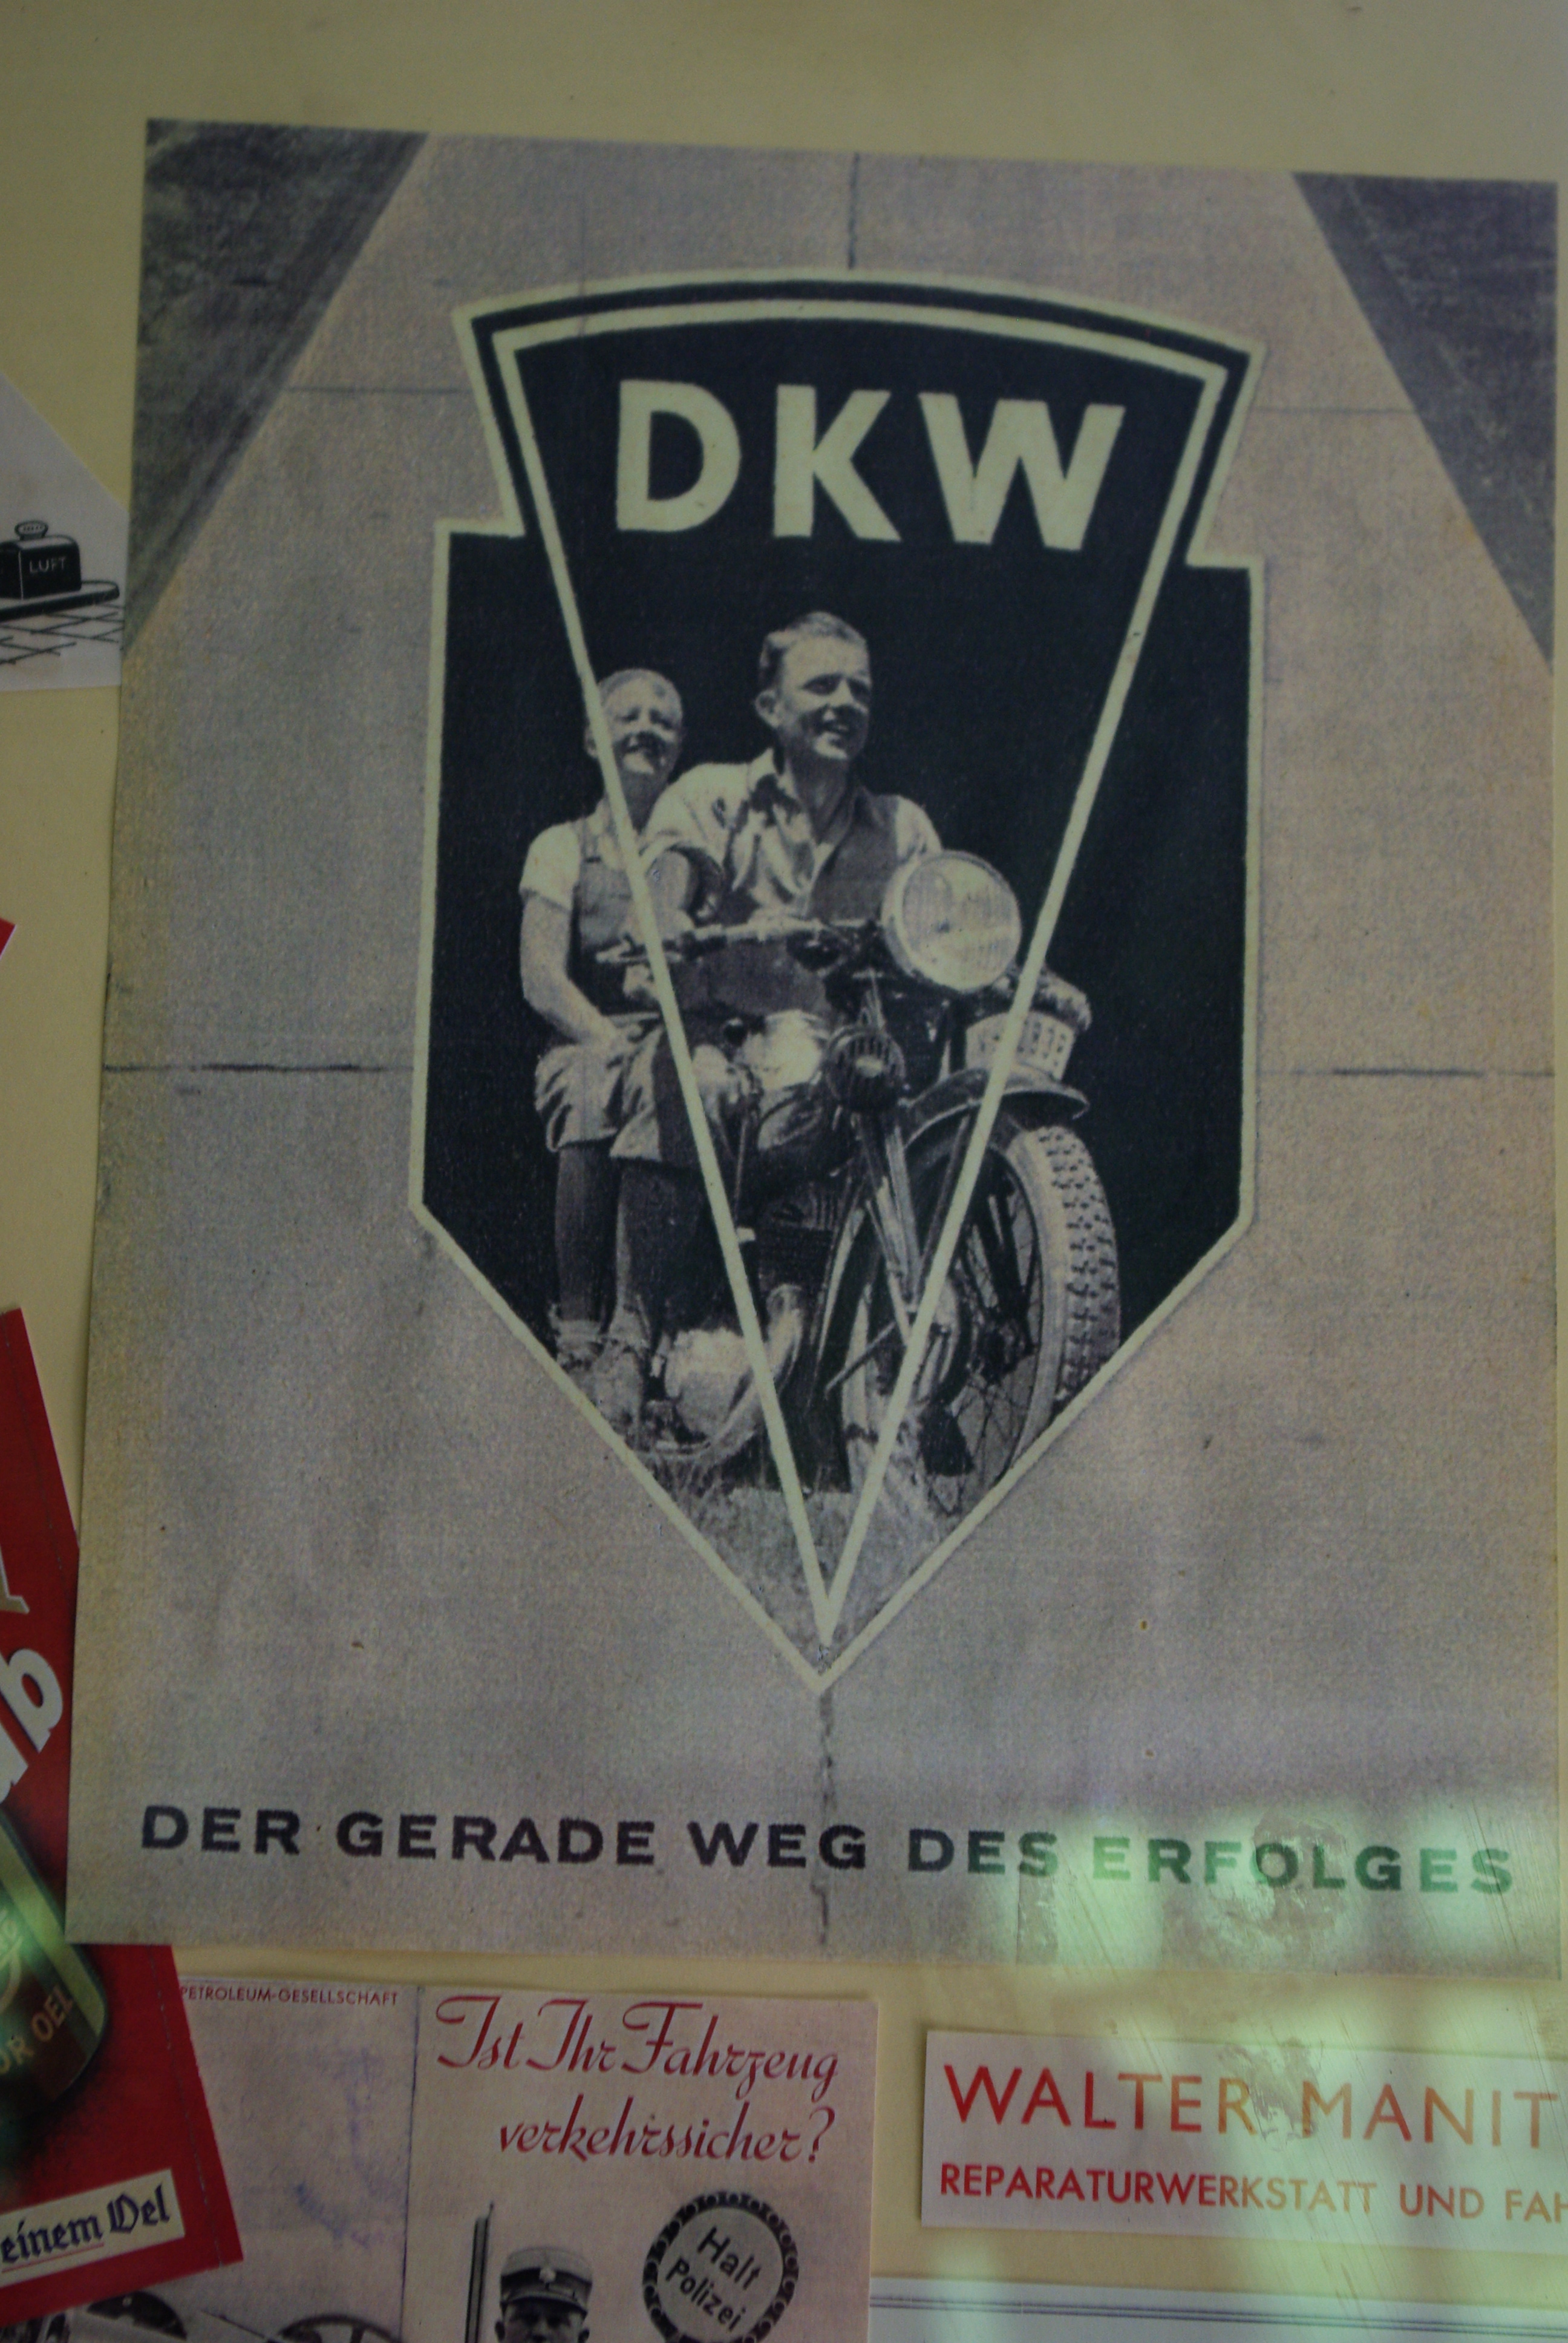 LUFT
DKW
DER GERADE WEG DES ERFOLGES
PETROLEUM-GESELLSCHAFT
Ist Ihr Fahrzeug
verkehrssicher?
Halt
Polizei
WALTER MANIT
REPARATURWERKSTATT UND FAH
OEL
einem Oel